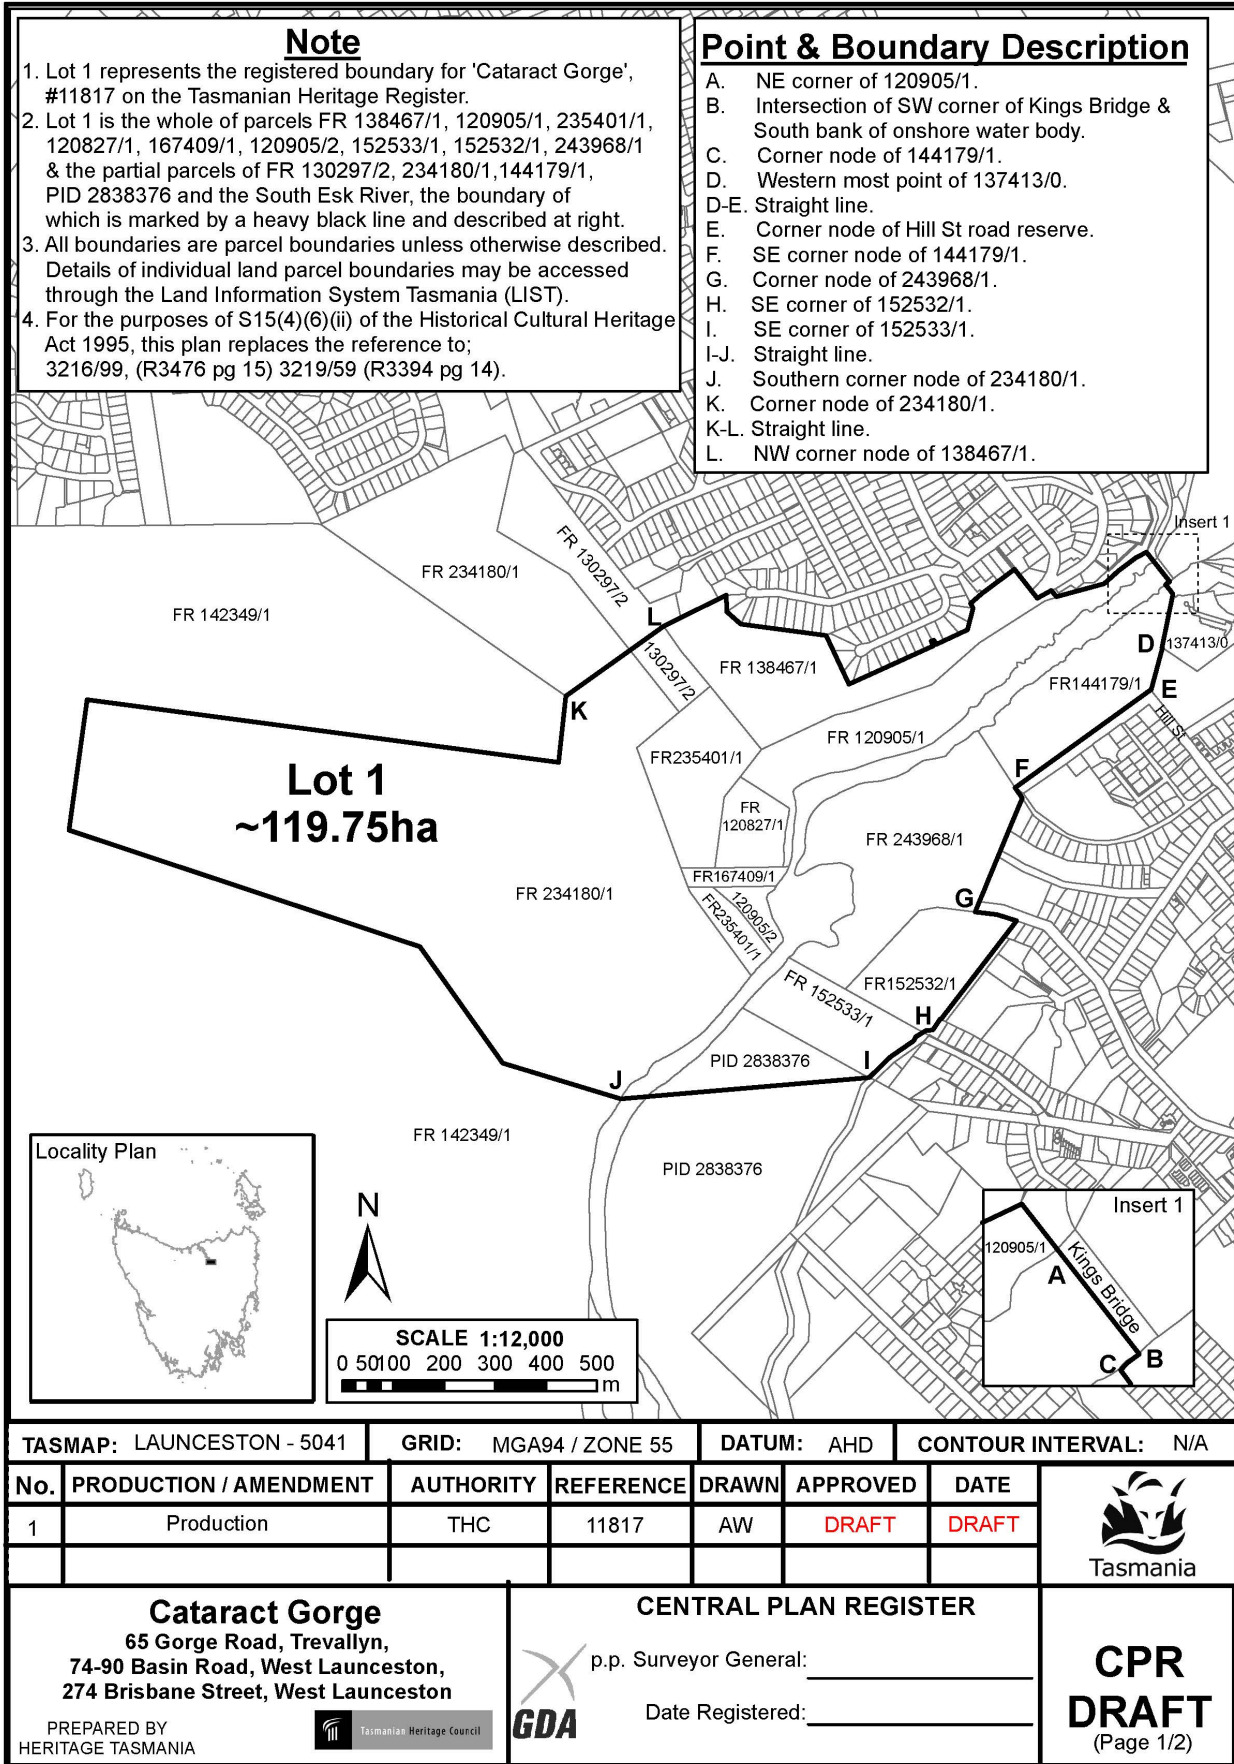 Note
1. Lot 1 represents the registered boundary for 'Cataract Gorge',
#11817 on the Tasmanian Heritage Register.
2. Lot 1 is the whole of parcels FR 138467/1, 120905/1, 235401/1,
120827/1, 167409/1, 120905/2, 152533/1, 152532/1, 243968/1
& the partial parcels of FR 130297/2, 234180/1,144179/1,
PID 2838376 and the South Esk River, the boundary of
which is marked by a heavy black line and described at right.
3. All boundaries are parcel boundaries unless otherwise described.
Details of individual land parcel boundaries may be accessed
through the Land Information System Tasmania (LIST).
4. For the purposes of S15(4)(6)(ii) of the Historical Cultural Heritage
Act 1995, this plan replaces the reference to;
3216/99, (R3476 pg 15) 3219/59 (R3394 pg 14).
Point & Boundary Description
A. NE corner of 120905/1.
B. Intersection of SW corner of Kings Bridge &
South bank of onshore water body.
C. Corner node of 144179/1.
D. Western most point of 137413/0.
D-E. Straight line.
E. Corner node of Hill St road reserve.
F. SE corner node of 144179/1.
G. Corner node of 243968/1.
H. SE corner of 152532/1.
I. SE corner of 152533/1.
I-J. Straight line.
J. Southern corner node of 234180/1.
K. Corner node of 234180/1.
K-L. Straight line.
L. NW corner node of 138467/1.
Insert 1
FR 130297/2
FR 234180/1
FR 142349/1
L
D
137413/0
130297/2
FR 138467/1
FR144179/1
E
K
Hill St
FR 120905/1
FR235401/1
F
Lot 1
~119.75ha
FR
120827/1
FR 243968/1
FR167409/1
FR 234180/1
G
120905/2
FR235401/1
FR152532/1
FR 152533/1
H
PID 2838376
I
J
FR 142349/1
PID 2838376
Locality Plan
N
SCALE 1:12,000
0 50100 200 300 400 500
m
Insert 1
120905/1
Kings Bridge
A
B
C
TASMAP: LAUNCESTON - 5041 GRID: MGA94 / ZONE 55 DATUM: AHD CONTOUR INTERVAL: N/A
No. PRODUCTION / AMENDMENT AUTHORITY REFERENCE DRAWN APPROVED DATE
1 Production THC 11817 AW DRAFT DRAFT
Tasmania
Cataract Gorge
65 Gorge Road, Trevallyn,
74-90 Basin Road, West Launceston,
274 Brisbane Street, West Launceston
PREPARED BY
HERITAGE TASMANIA
Tasmanian Heritage Council
GDA
CENTRAL PLAN REGISTER
p.p. Surveyor General:
Date Registered:
CPR
DRAFT
(Page 1/2)